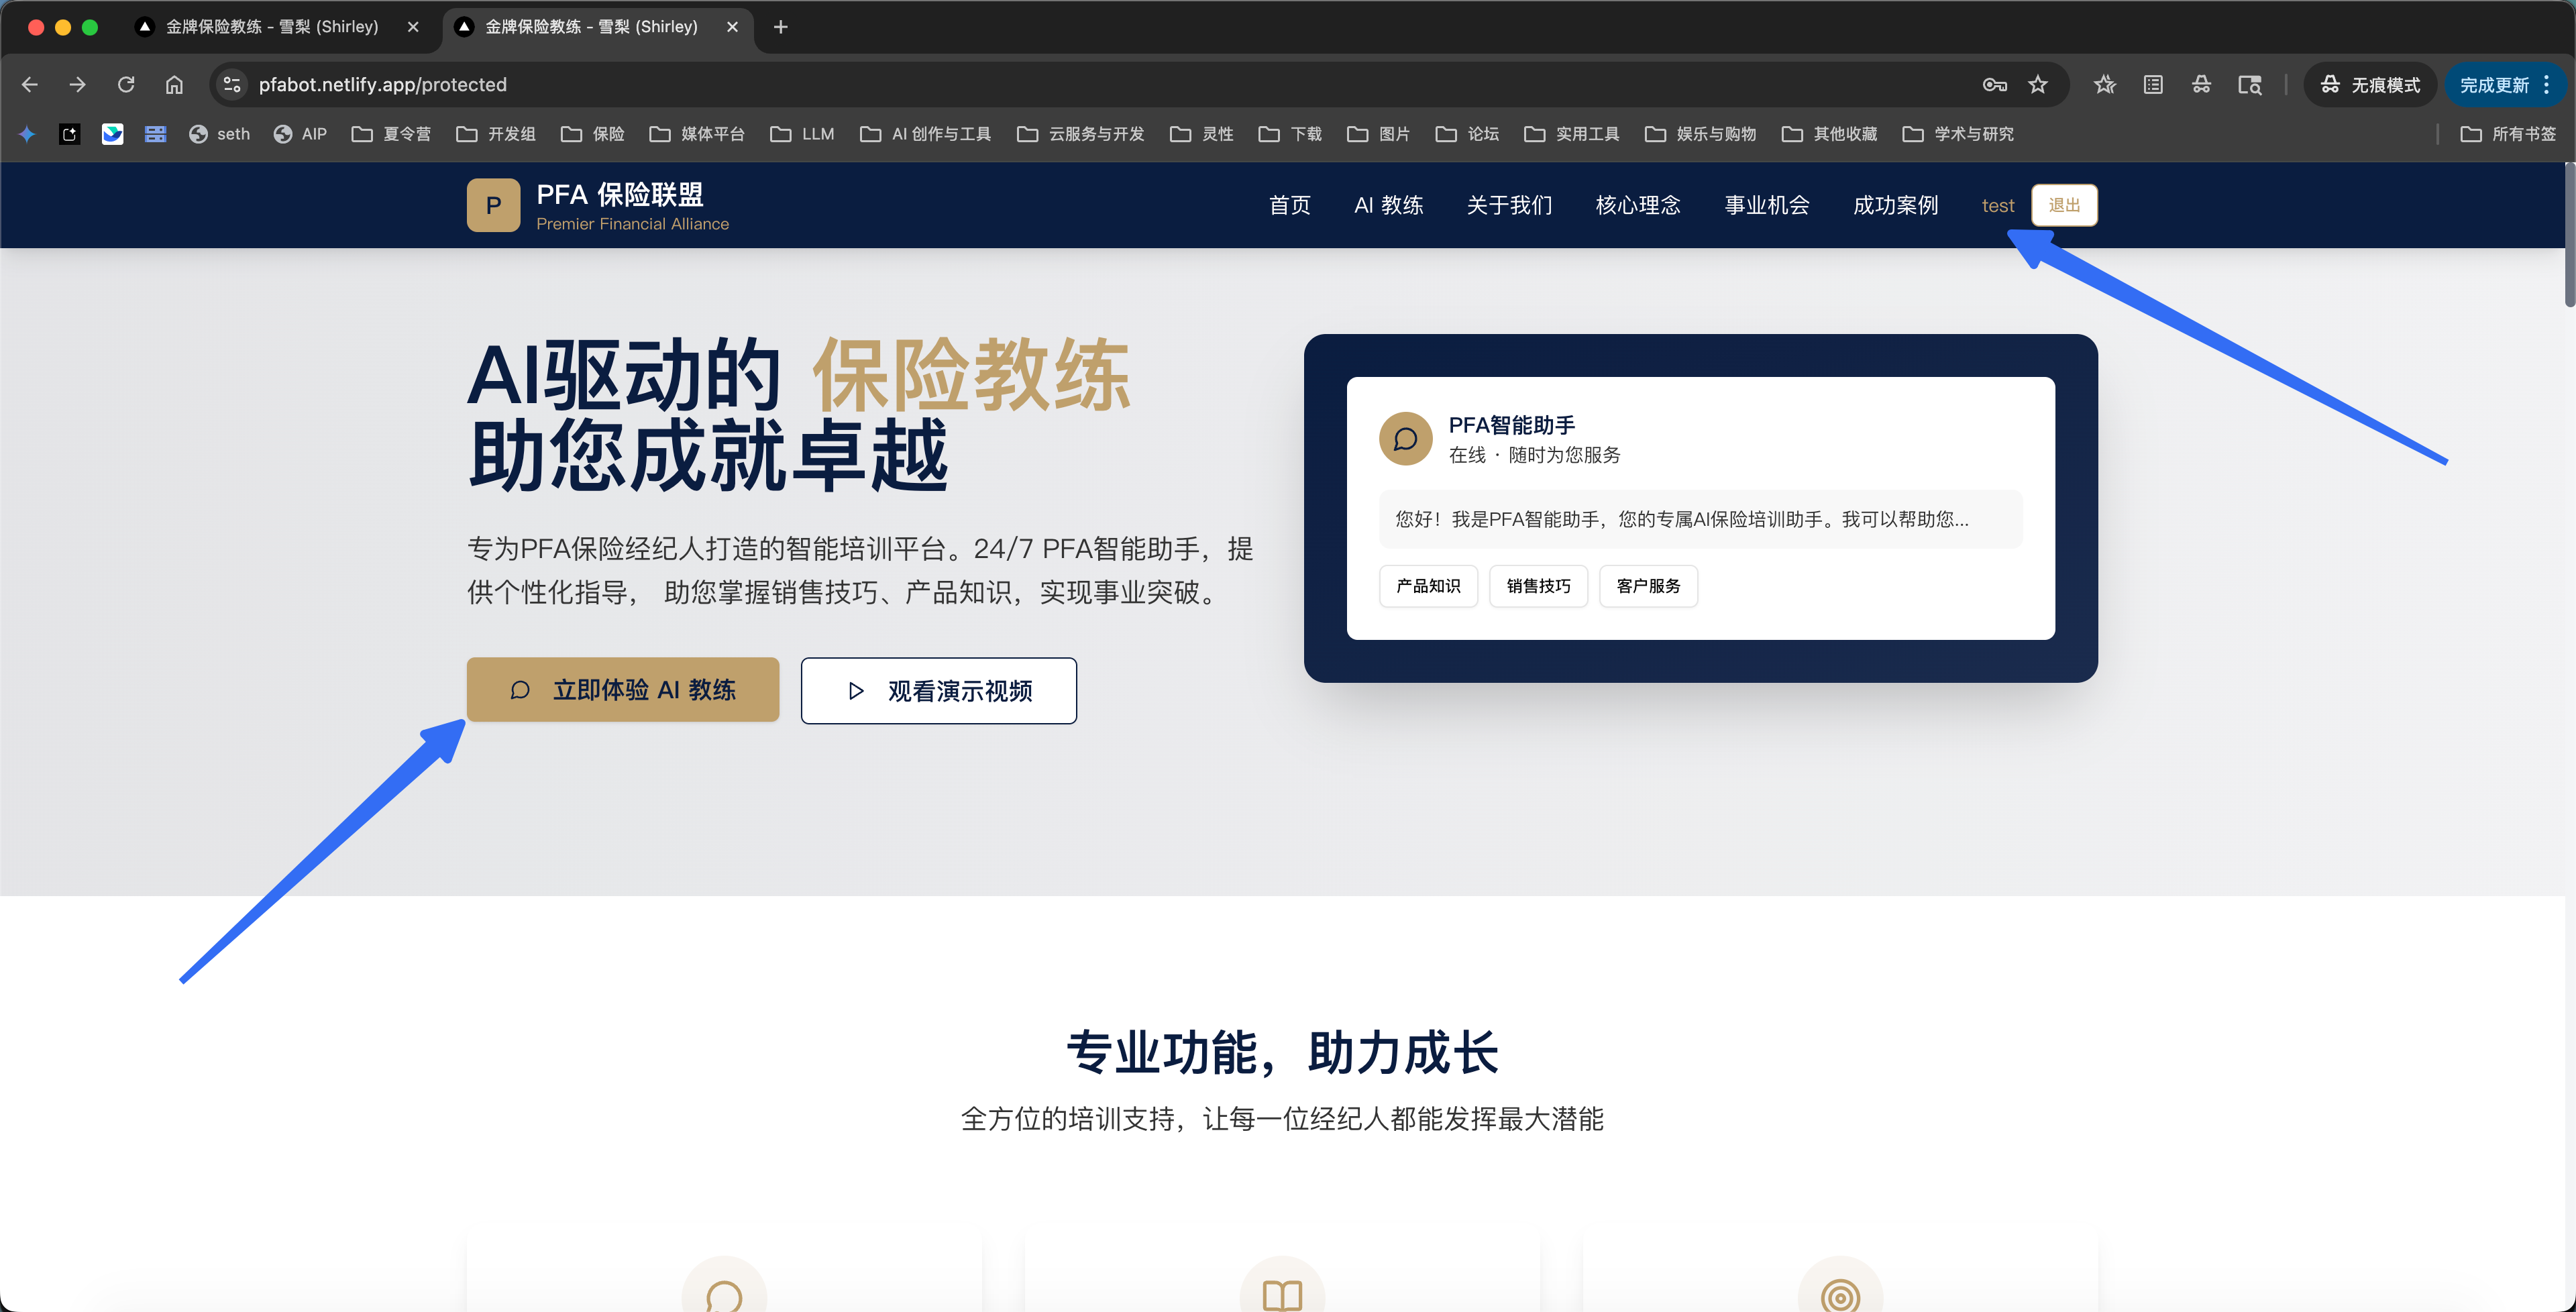 金牌保险教练 - 雪梨 (Shirley)
金牌保险教练 - 雪梨 (Shirley)
pfabot.netlify.app/protected
无痕模式
完成更新
seth
AIP
夏令营
开发组
保险
媒体平台
LLM
AI 创作与工具
云服务与开发
灵性
下载
图片
论坛
实用工具
娱乐与购物
其他收藏
学术与研究
所有书签
P
PFA 保险联盟
Premier Financial Alliance
首页
AI 教练
关于我们
核心理念
事业机会
成功案例
test
退出
AI驱动的 保险教练
助您成就卓越
专为PFA保险经纪人打造的智能培训平台。24/7 PFA智能助手，提
供个性化指导， 助您掌握销售技巧、产品知识，实现事业突破。
立即体验 AI 教练
观看演示视频
PFA智能助手
在线 · 随时为您服务
您好！我是PFA智能助手，您的专属AI保险培训助手。我可以帮助您...
产品知识
销售技巧
客户服务
专业功能，助力成长
全方位的培训支持，让每一位经纪人都能发挥最大潜能